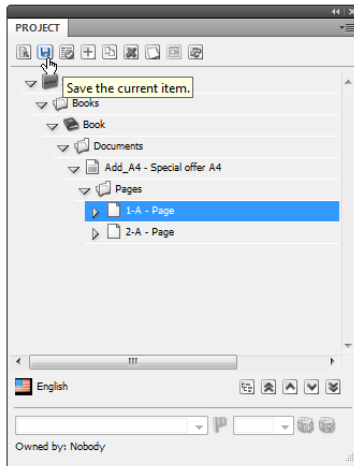 PROJECT
Save the current item.
Books
Book
Documents
Add_A4 - Special offer A4
Pages
1-A - Page
2-A - Page
English
Owned by: Nobody